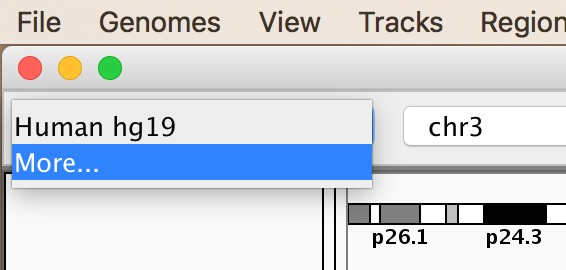 File Genomes View Tracks Region
Human hg19
chr3
More...
p26.1 p24.3